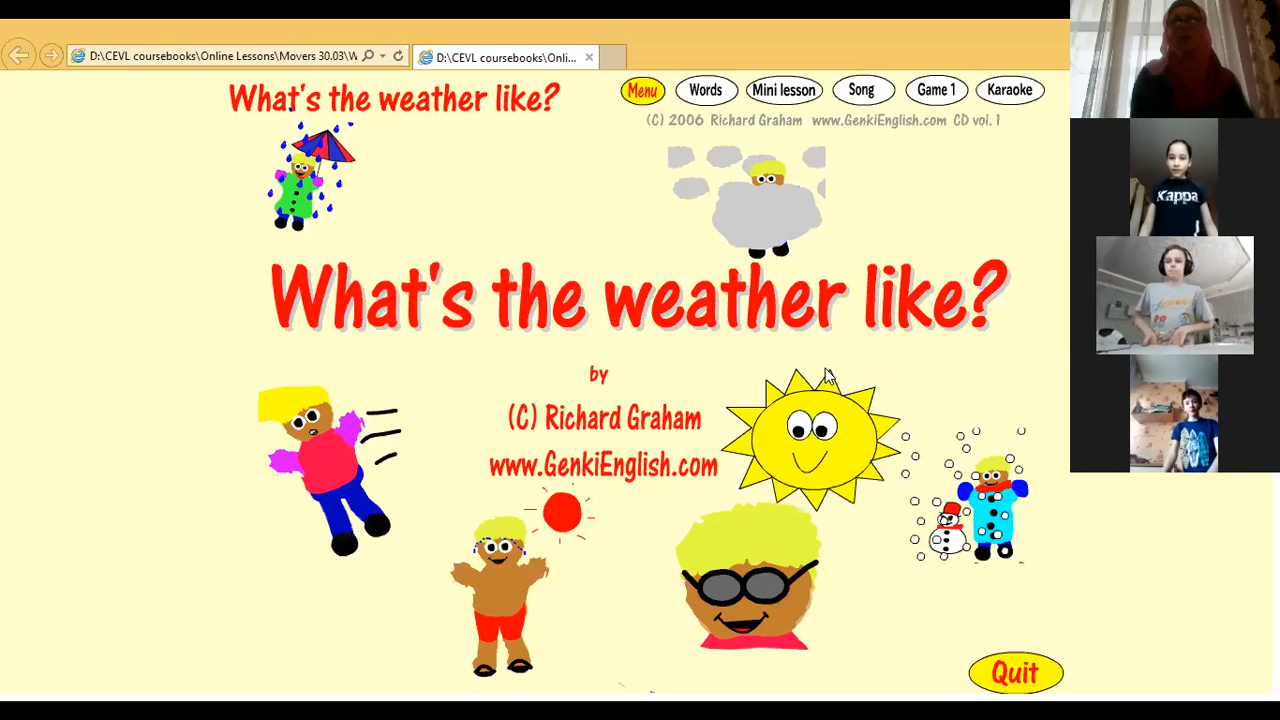 D:\CEVL coursebooks\Online Lessons\Movers 30.03\W
D:\CEVL coursebooks\Onli...
What's the weather like?
Menu
Words
Mini lesson
Song
Game 1
Karaoke
(C) 2006 Richard Graham www.GenkiEnglish.com CD vol. 1
What's the weather like?
by
(C) Richard Graham
www.GenkiEnglish.com
Quit
Kappa